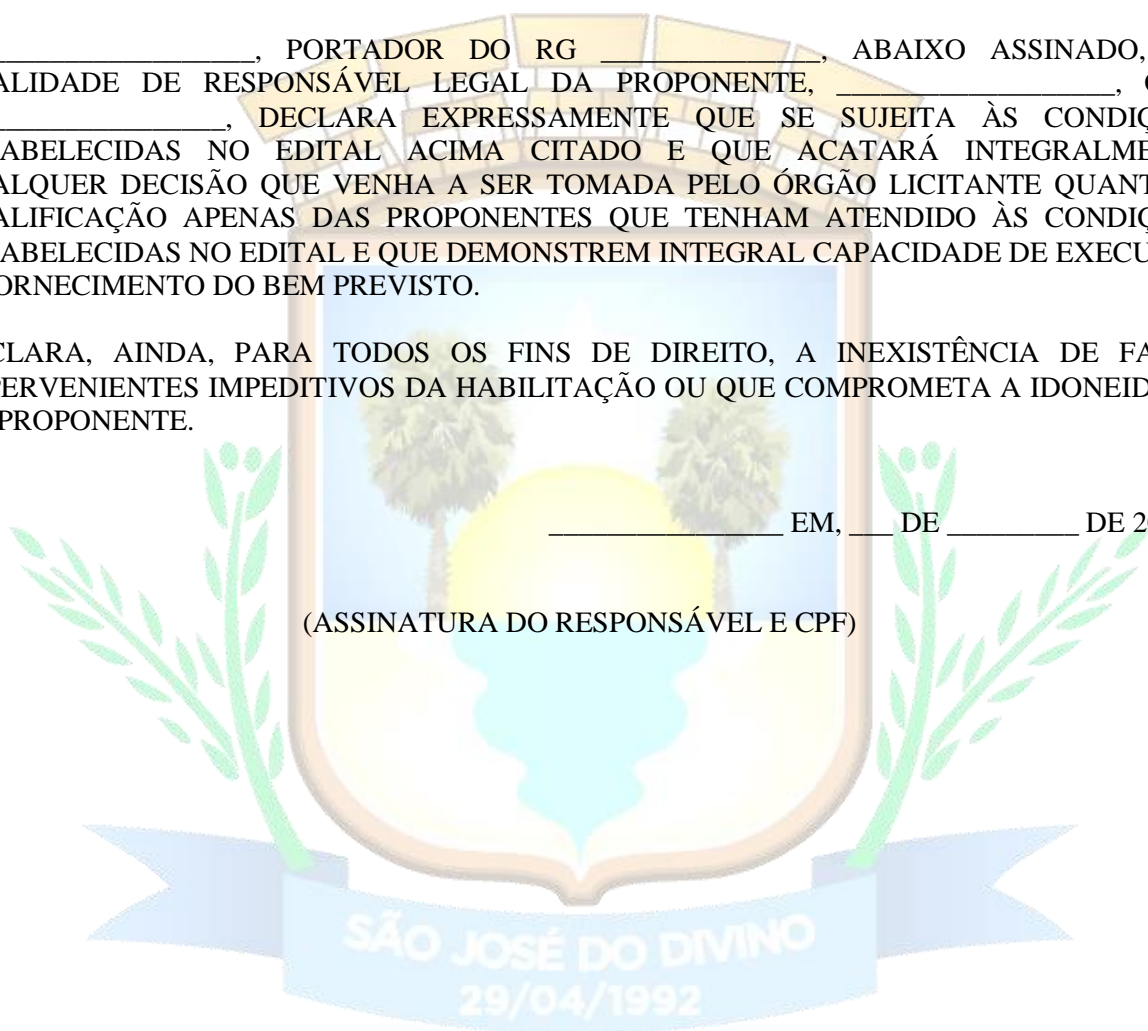 __________________, PORTADOR DO RG _______________, ABAIXO ASSINADO,
ALIDADE DE RESPONSÁVEL LEGAL DA PROPONENTE, ___________________,
________________, DECLARA EXPRESSAMENTE QUE SE SUJEITA ÀS CONDIÇ
ABELECIDAS NO EDITAL ACIMA CITADO E QUE ACATARÁ INTEGRALME
ALQUER DECISÃO QUE VENHA A SER TOMADA PELO ÓRGÃO LICITANTE QUANT
ALIFICAÇÃO APENAS DAS PROPONENTES QUE TENHAM ATENDIDO ÀS CONDIÇ
ABELECIDAS NO EDITAL E QUE DEMONSTREM INTEGRAL CAPACIDADE DE EXECU
ORNECIMENTO DO BEM PREVISTO.
CLARA, AINDA, PARA TODOS OS FINS DE DIREITO, A INEXISTÊNCIA DE FA
PERVENIENTES IMPEDITIVOS DA HABILITAÇÃO OU QUE COMPROMETA A IDONEID
PROPONENTE.
________________ EM, ___ DE _________ DE 2
(ASSINATURA DO RESPONSÁVEL E CPF)
SÃO JOSÉ DO DIVINO
29/04/1992